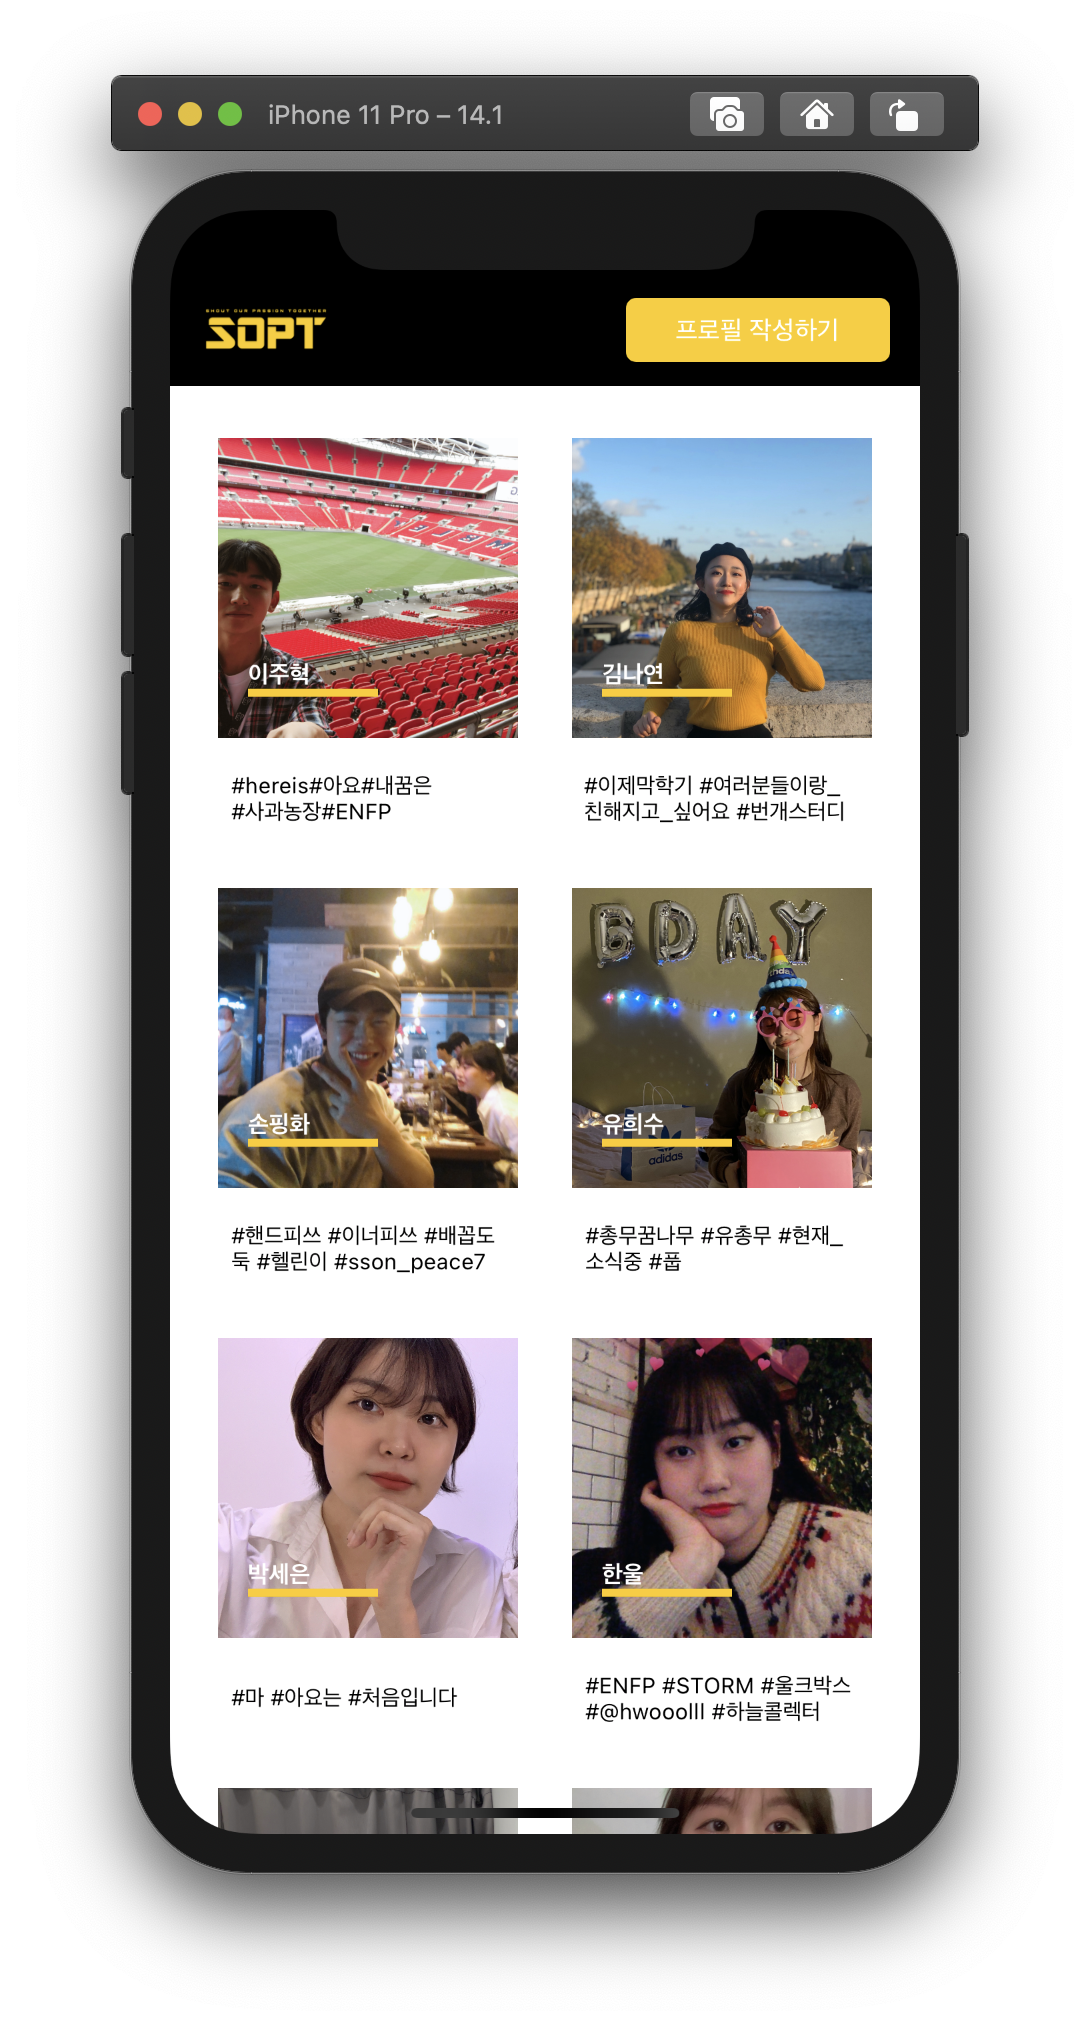 iPhone 11 Pro – 14.1
SHOUT OUR PASSION TOGETHER
SOPT
프로필 작성하기
이주혁
김나연
#hereis#아요#내꿈은
#사과농장#ENFP
#이제막학기 #여러분들이랑_
친해지고_싶어요 #번개스터디
BDAY
손핑화
유희수
adidas
#핸드피쓰 #이너피쓰 #배꼽도
둑 #헬린이 #sson_peace7
#총무꿈나무 #유총무 #현재_
소식중 #풉
박세은
한울
#마 #아요는 #처음입니다
#ENFP #STORM #울크박스
#@hwooolll #하늘콜렉터